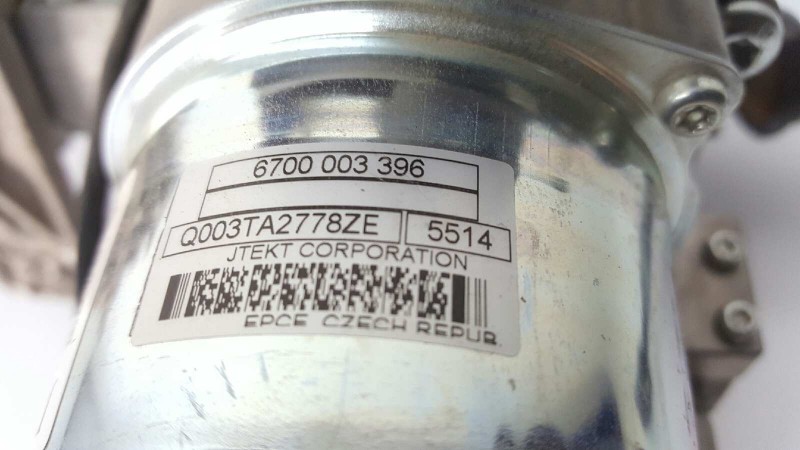 6700 003 396
Q003TA2778ZE 5514
JTEKT CORPORATION
EPCE CZECH REPUB.